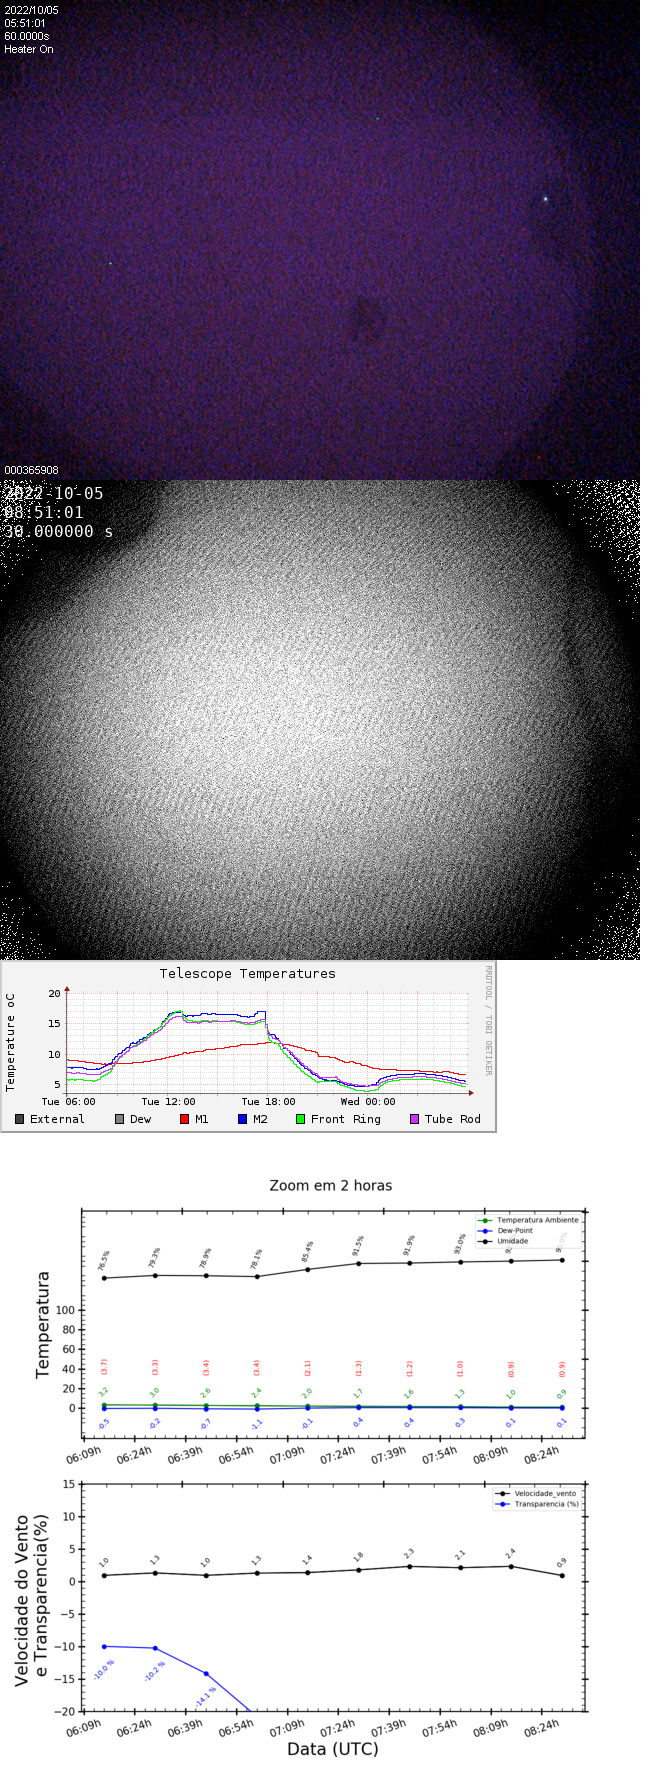 2022/10/05
05:51:01
60.0000s
Heater On
000365908
2022-10-05
08:51:01
30.000000 s
Telescope Temperatures
RRDTOOL / TOBI OETIKER
Temperature oC
20
15
10
5
Tue 06:00 Tue 12:00 Tue 18:00 Wed 00:00
External Dew M1 M2 Front Ring Tube Rod
Zoom em 2 horas
Temperatura Ambiente
Dew-Point
Umidade
76.5% 79.3% 78.9% 78.1% 85.4% 91.5% 91.9% 93.0%
Temperatura
100
80
60
40
20
0
(3.7) (3.3) (3.4) (3.4) (2.1) (1.3) (1.2) (1.0) (0.9) (0.9)
3.2 3.0 2.6 2.4 2.0 1.7 1.6 1.3 1.0 0.9
-0.5 -0.2 -0.7 -1.1 -0.1 0.4 0.4 0.3 0.1 0.1
06:09h 06:24h 06:39h 06:54h 07:09h 07:24h 07:39h 07:54h 08:09h 08:24h
Velocidade_vento
Transparencia (%)
Velocidade do Vento
e Transparencia(%)
15
10
5
0
−5
−10
−15
−20
1.0 1.3 1.0 1.3 1.4 1.8 2.3 2.1 2.4 0.9
-10.0 % -10.2 % -14.1 %
06:09h 06:24h 06:39h 06:54h 07:09h 07:24h 07:39h 07:54h 08:09h 08:24h
Data (UTC)